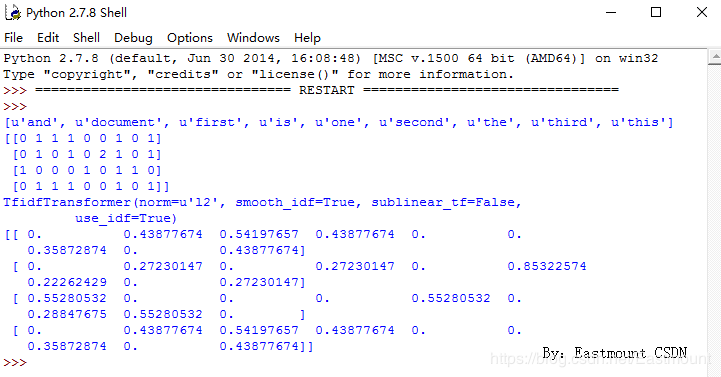 Python 2.7.8 Shell
File Edit Shell Debug Options Windows Help
Python 2.7.8 (default, Jun 30 2014, 16:08:48) [MSC v.1500 64 bit (AMD64)] on win32
Type "copyright", "credits" or "license()" for more information.
>>> ================================ RESTART ================================
>>>
[u'and', u'document', u'first', u'is', u'one', u'second', u'the', u'third', u'this']
[[0 1 1 1 0 0 1 0 1]
 [0 1 0 1 0 2 1 0 1]
 [1 0 0 0 1 0 1 1 0]
 [0 1 1 1 0 0 1 0 1]]
TfidfTransformer(norm=u'l2', smooth_idf=True, sublinear_tf=False,
         use_idf=True)
[[ 0.          0.43877674  0.54197657  0.43877674  0.          0.
   0.35872874  0.          0.43877674]
 [ 0.          0.27230147  0.          0.27230147  0.          0.85322574
   0.22262429  0.          0.27230147]
 [ 0.55280532  0.          0.          0.          0.55280532  0.
   0.28847675  0.55280532  0.        ]
 [ 0.          0.43877674  0.54197657  0.43877674  0.          0.
   0.35872874  0.          0.43877674]]
By: Eastmount CSDN
https://blog.csdn.net/Eastmount
>>>